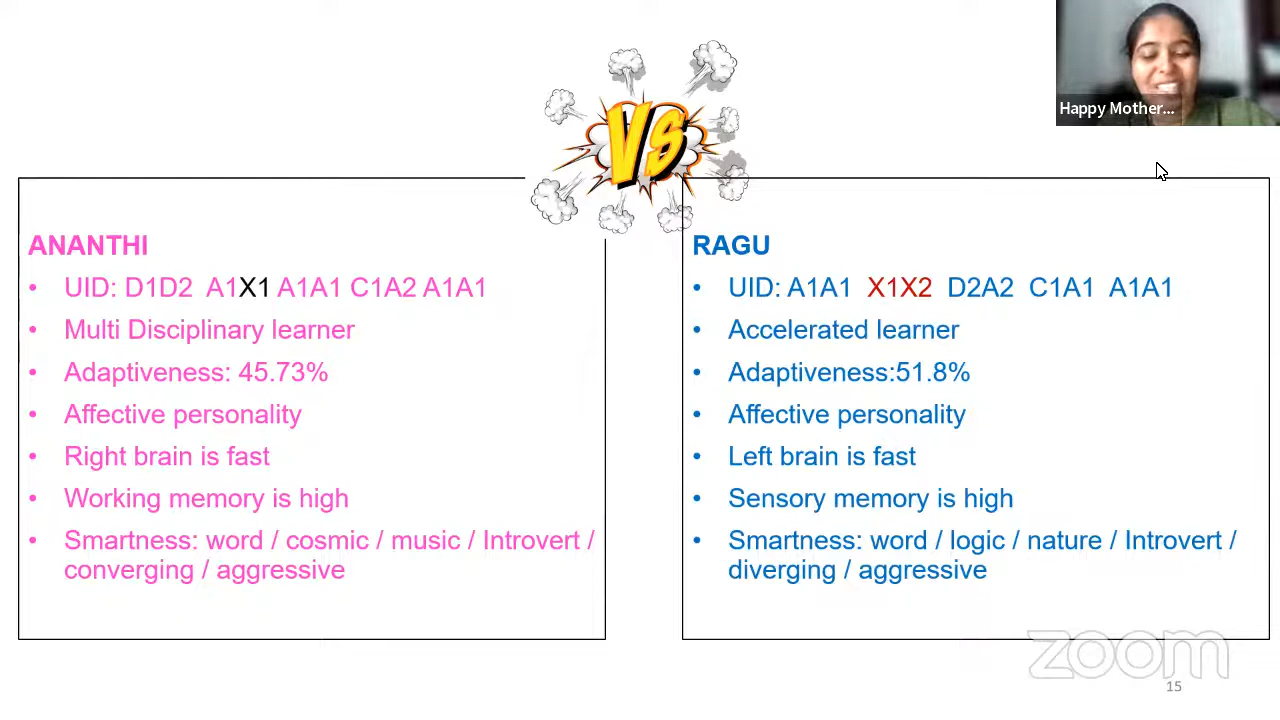 Happy Mother...
VS
ANANTHI
• UID: D1D2 A1X1 A1A1 C1A2 A1A1
• Multi Disciplinary learner
• Adaptiveness: 45.73%
• Affective personality
• Right brain is fast
• Working memory is high
• Smartness: word / cosmic / music / Introvert /
converging / aggressive
RAGU
• UID: A1A1 X1X2 D2A2 C1A1 A1A1
• Accelerated learner
• Adaptiveness:51.8%
• Affective personality
• Left brain is fast
• Sensory memory is high
• Smartness: word / logic / nature / Introvert /
diverging / aggressive
zoom
15